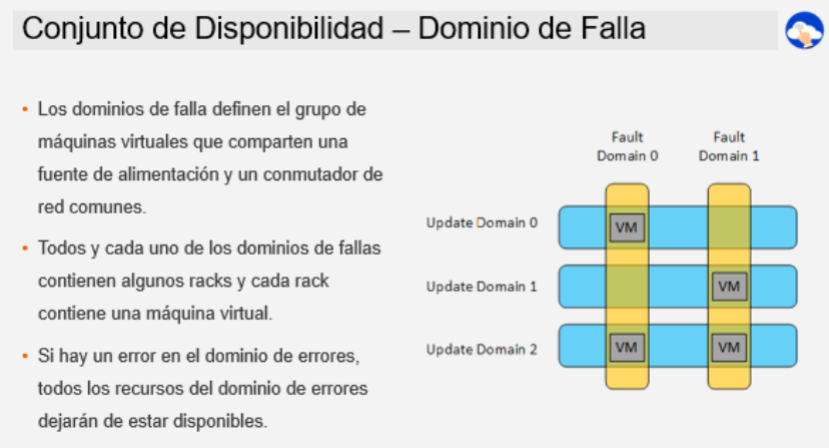 Conjunto de Disponibilidad – Dominio de Falla
• Los dominios de falla definen el grupo de
máquinas virtuales que comparten una
fuente de alimentación y un conmutador de
red comunes.
• Todos y cada uno de los dominios de fallas
contienen algunos racks y cada rack
contiene una máquina virtual.
• Si hay un error en el dominio de errores,
todos los recursos del dominio de errores
dejarán de estar disponibles.
Fault
Domain 0
Fault
Domain 1
Update Domain 0
VM
Update Domain 1
VM
Update Domain 2
VM
VM